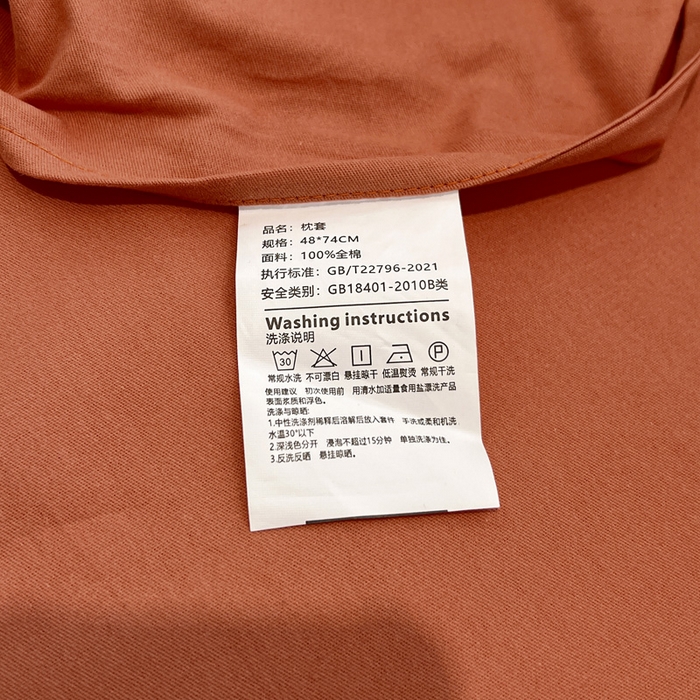 品名：枕套
规格：48*74CM
面料：100%全棉
执行标准：GB/T22796-2021
安全类别：GB18401-2010B类
Washing instructions
洗涤说明
30 P
常规水洗 不可漂白 悬挂晾干 低温熨烫 常规干洗
使用建议 初次使用前 用清水加适量食用盐漂洗产品
表面浆质和浮色。
洗涤与晾晒：
1.中性洗涤剂稀释后溶解后放入套件 手洗或柔和机洗
水温30°以下
2.深浅色分开 浸泡不超过15分钟 单独洗涤为佳。
3.反洗反晒 悬挂晾晒。